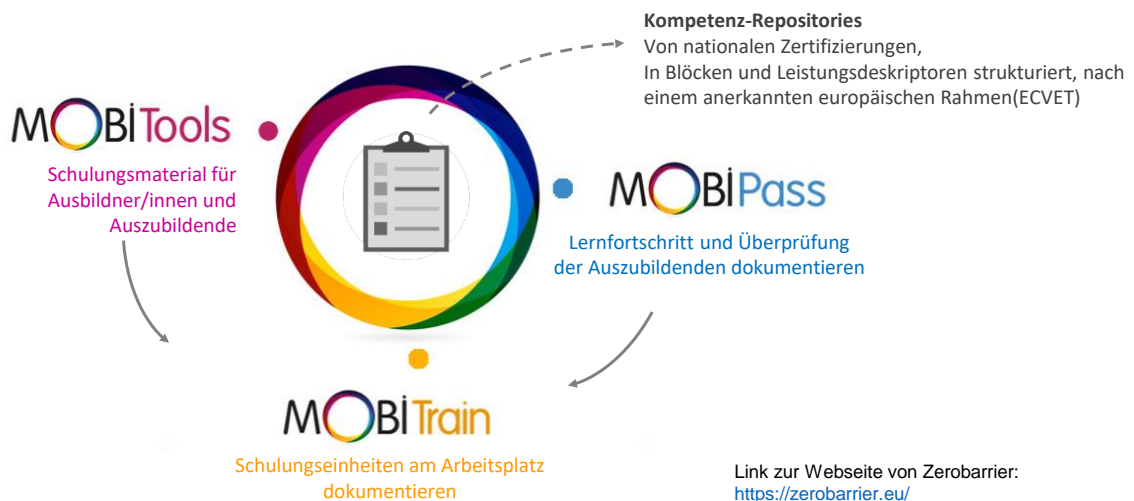 Kompetenz-Repositories
Von nationalen Zertifizierungen,
In Blöcken und Leistungsdeskriptoren strukturiert, nach
einem anerkannten europäischen Rahmen(ECVET)
MOBiTools
Schulungsmaterial für
Ausbildner/innen und
Auszubildende
MOBiPass
Lernfortschritt und Überprüfung
der Auszubildenden dokumentieren
MOBiTrain
Schulungseinheiten am Arbeitsplatz
dokumentieren
Link zur Webseite von Zerobarrier:
https://zerobarrier.eu/